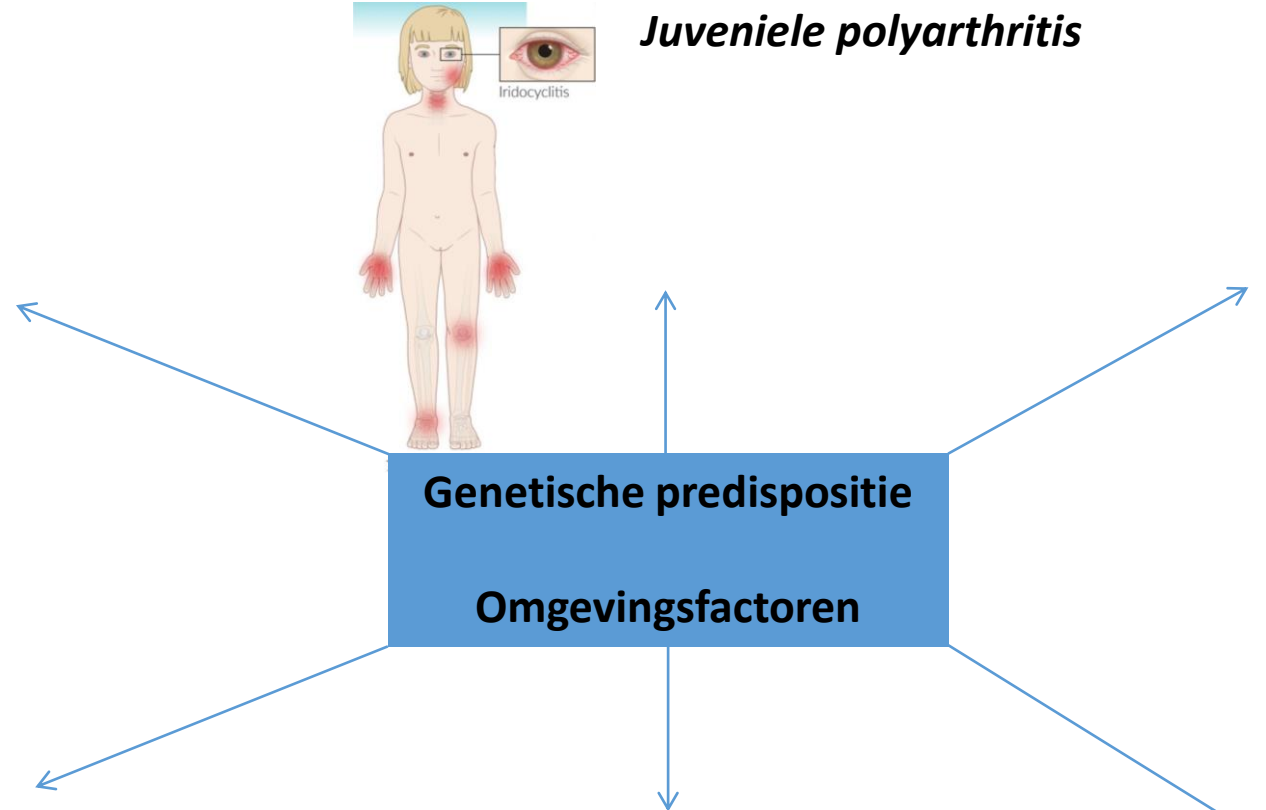 Juveniele polyarthritis
Iridocyclitis
Genetische predispositie
Omgevingsfactoren